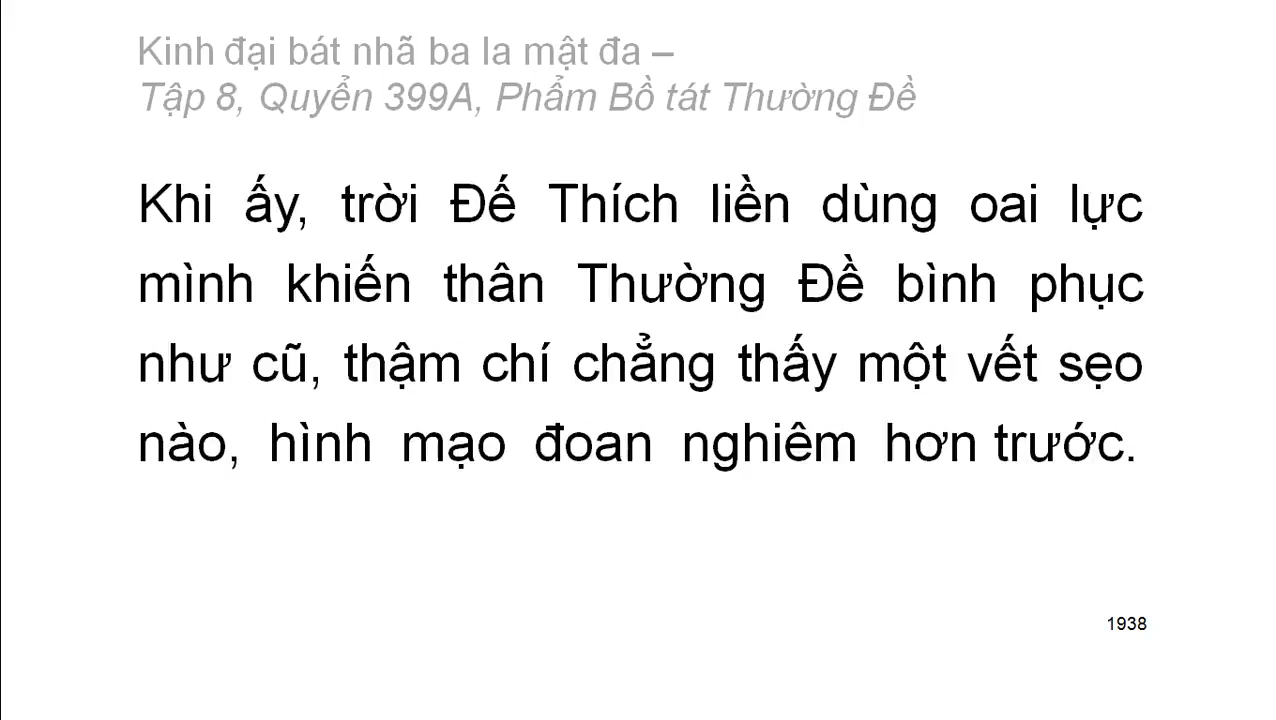 Kinh đại bát nhã ba la mật đa –
Tập 8, Quyển 399A, Phẩm Bồ tát Thường Đề
Khi ấy, trời Đế Thích liền dùng oai lực
mình khiến thân Thường Đề bình phục
như cũ, thậm chí chẳng thấy một vết sẹo
nào, hình mạo đoan nghiêm hơn trước.
1938